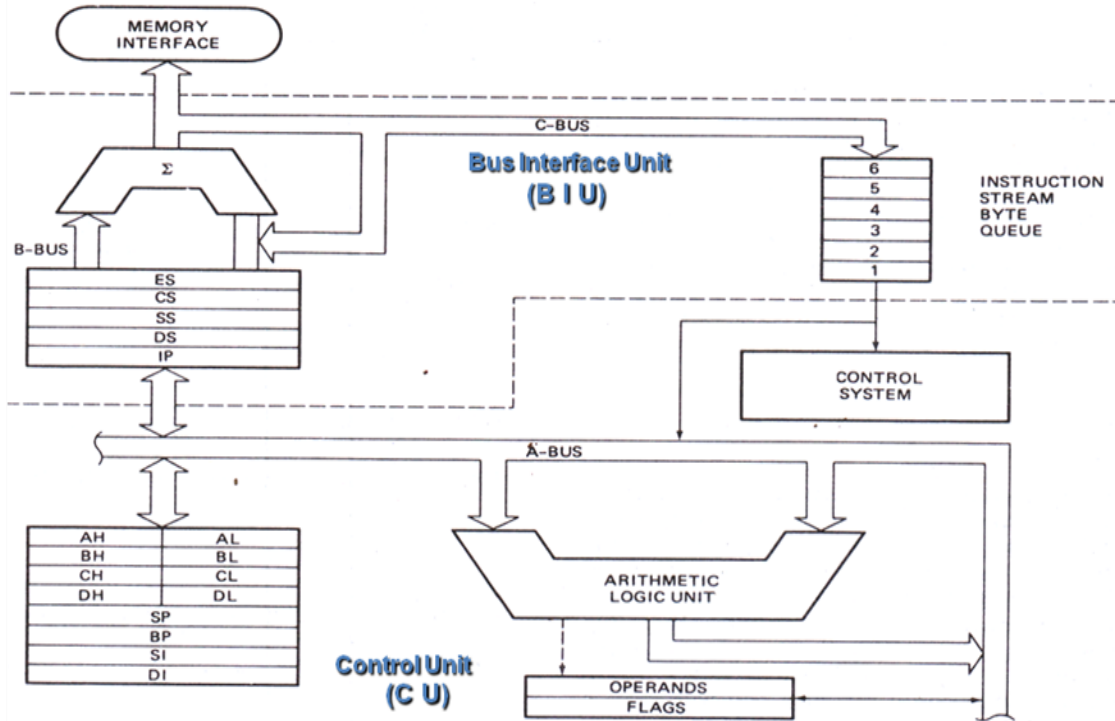 MEMORY
INTERFACE
C-BUS
Bus Interface Unit
(B I U)
Σ
B-BUS
6
5
4
3
2
1
INSTRUCTION
STREAM
BYTE
QUEUE
ES
CS
SS
DS
IP
CONTROL
SYSTEM
A-BUS
AH AL
BH BL
CH CL
DH DL
SP
BP
SI
DI
ARITHMETIC
LOGIC UNIT
Control Unit
(C U)
OPERANDS
FLAGS